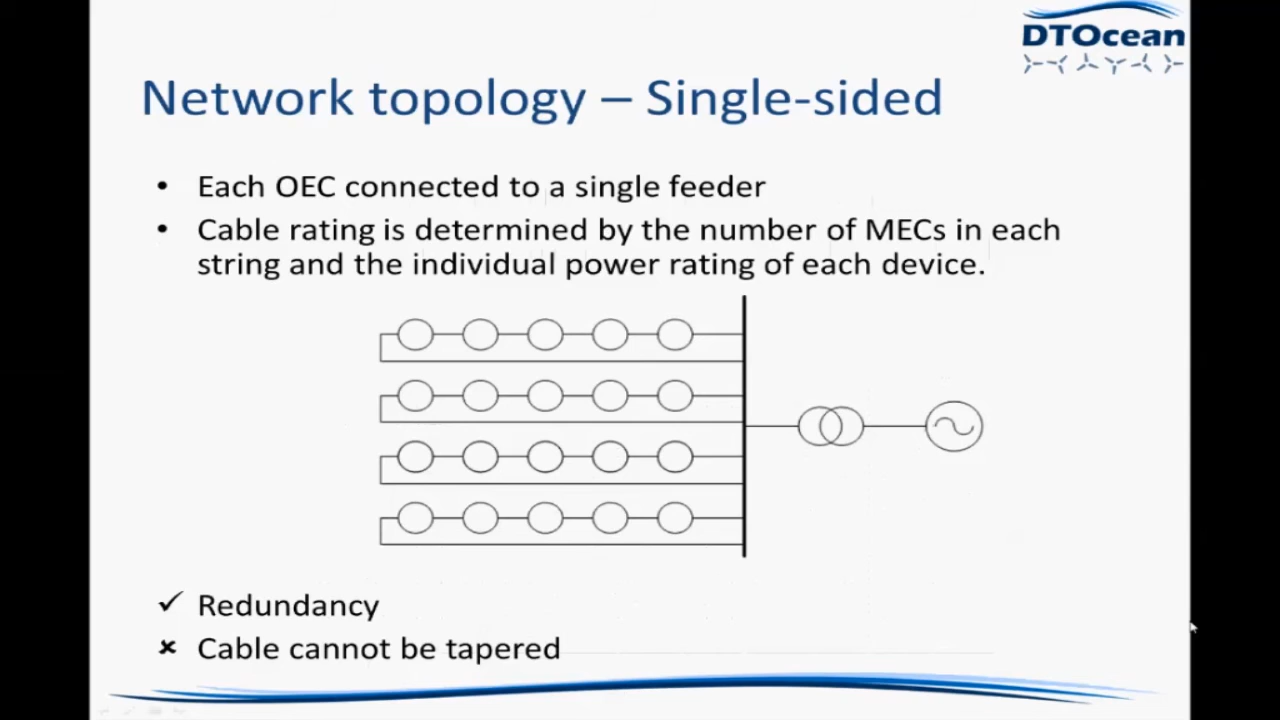 DTOcean
Network topology – Single-sided
• Each OEC connected to a single feeder
• Cable rating is determined by the number of MECs in each
string and the individual power rating of each device.
✓ Redundancy
× Cable cannot be tapered